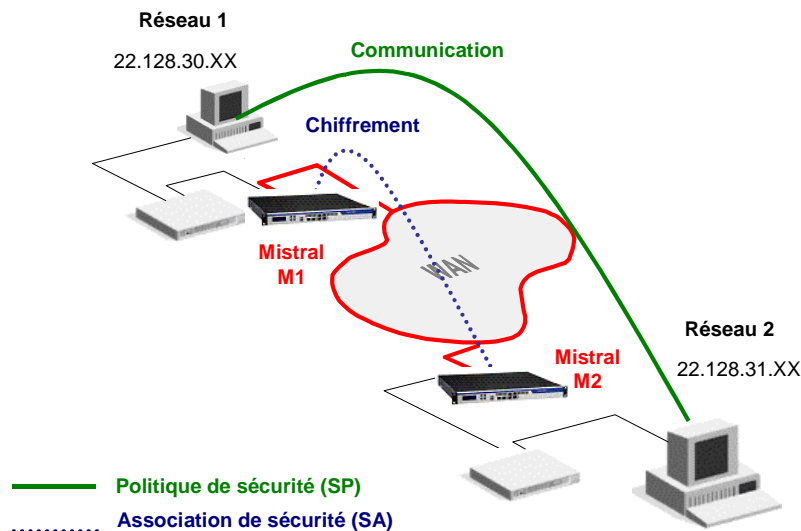 Réseau 1
22.128.30.XX
Communication
Chiffrement
Mistral
M1
WAN
Réseau 2
22.128.31.XX
Mistral
M2
Politique de sécurité (SP)
Association de sécurité (SA)